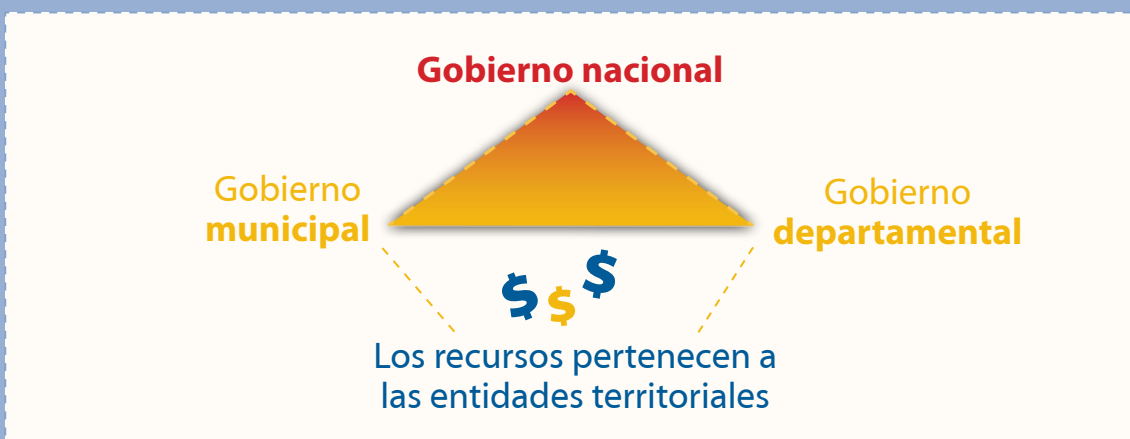 Gobierno nacional
Gobierno
municipal
Gobierno
departamental
$ $ $
Los recursos pertenecen a
las entidades territoriales